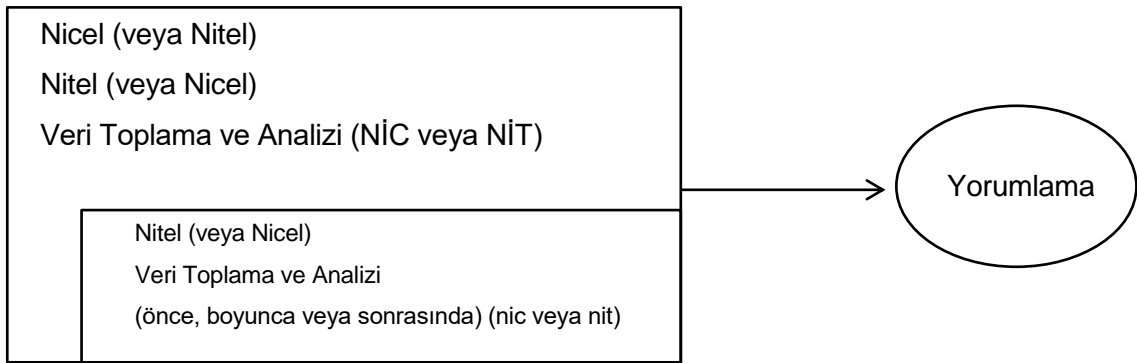 Nicel (veya Nitel)
Nitel (veya Nicel)
Veri Toplama ve Analizi (NİC veya NİT)
Yorumlama
Nitel (veya Nicel)
Veri Toplama ve Analizi
(önce, boyunca veya sonrasında) (nic veya nit)